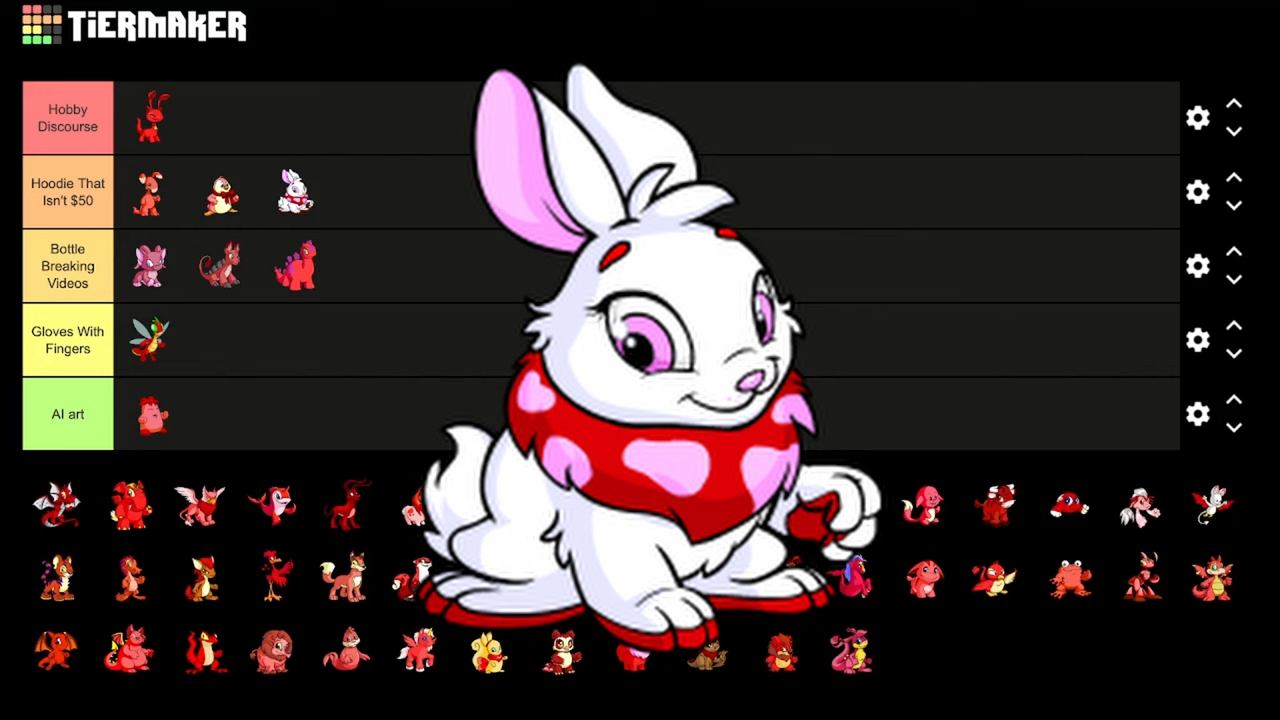 TiERMAKER
Hobby
Discourse
Hoodie That
Isn't $50
Bottle
Breaking
Videos
Gloves With
Fingers
AI art